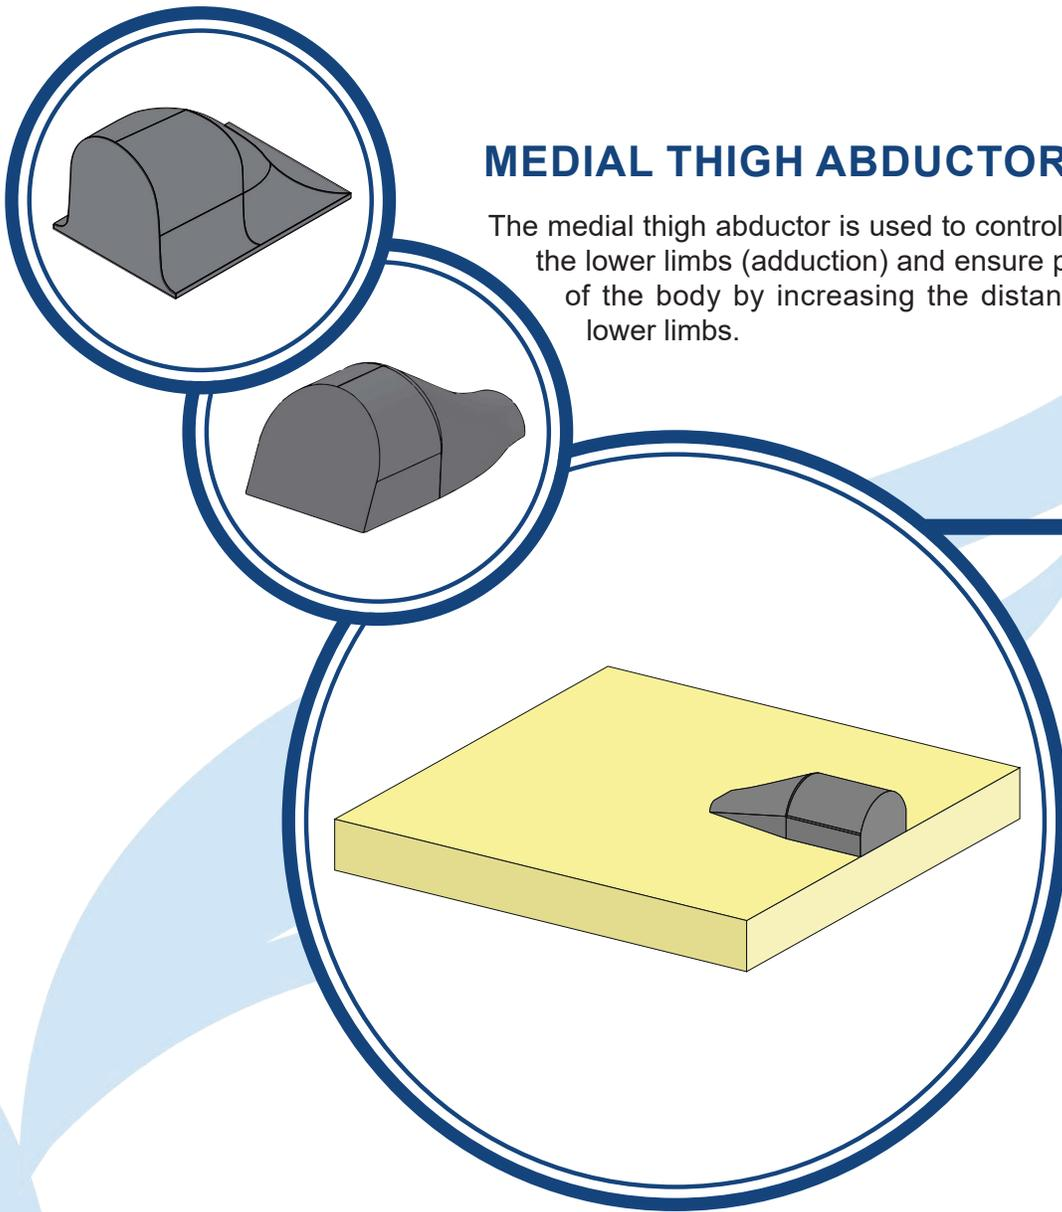 MEDIAL THIGH ABDUCTOR
The medial thigh abductor is used to control
the lower limbs (adduction) and ensure p
of the body by increasing the distan
lower limbs.